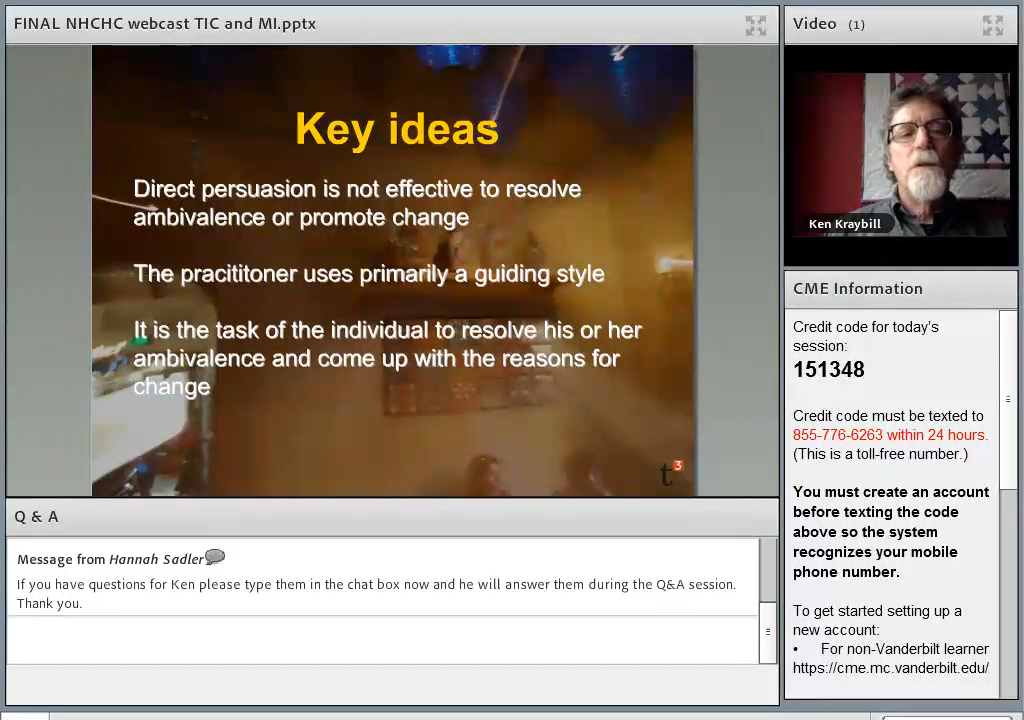 FINAL NHCHC webcast TIC and MI.pptx
Key ideas
Direct persuasion is not effective to resolve
ambivalence or promote change
The pracititoner uses primarily a guiding style
It is the task of the individual to resolve his or her
ambivalence and come up with the reasons for
change
t3
Q & A
Message from Hannah Sadler
If you have questions for Ken please type them in the chat box now and he will answer them during the Q&A session.
Thank you.
Video (1)
Ken Kraybill
CME Information
Credit code for today's
session:
151348
Credit code must be texted to
855-776-6263 within 24 hours.
(This is a toll-free number.)
You must create an account
before texting the code
above so the system
recognizes your mobile
phone number.
To get started setting up a
new account:
• For non-Vanderbilt learner
https://cme.mc.vanderbilt.edu/